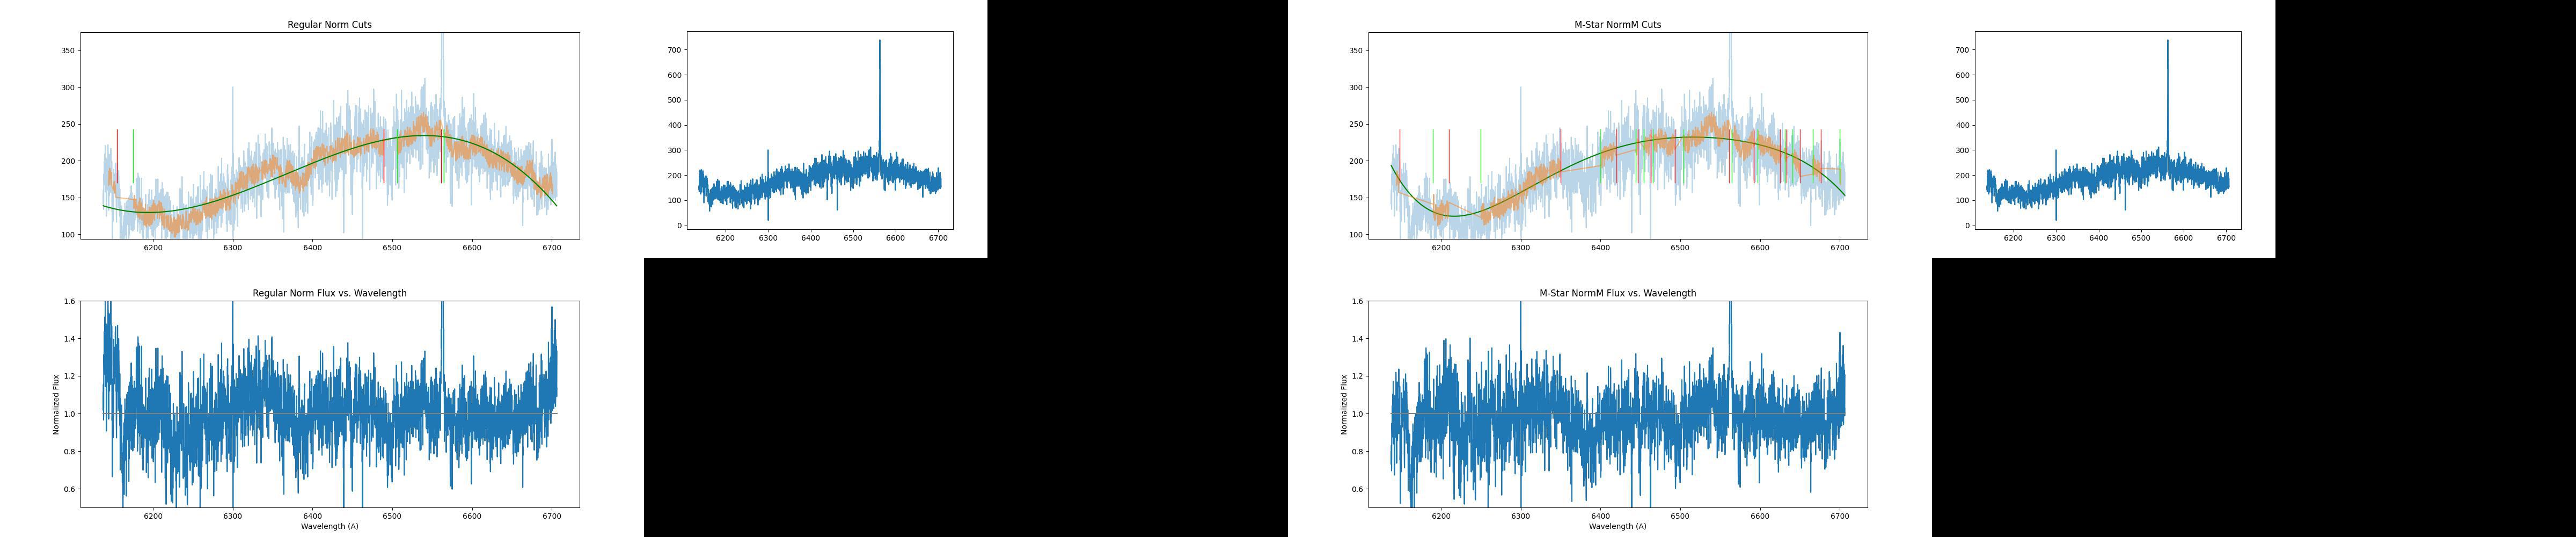 Regular Norm Cuts
350
300
250
200
150
100
6200 6300 6400 6500 6600 6700
700
600
500
400
300
200
100
0
6200 6300 6400 6500 6600 6700
Regular Norm Flux vs. Wavelength
Normalized Flux
1.6
1.4
1.2
1.0
0.8
0.6
6200 6300 6400 6500 6600 6700
Wavelength (A)
M-Star NormM Cuts
350
300
250
200
150
100
6200 6300 6400 6500 6600 6700
700
600
500
400
300
200
100
0
6200 6300 6400 6500 6600 6700
M-Star NormM Flux vs. Wavelength
Normalized Flux
1.6
1.4
1.2
1.0
0.8
0.6
6200 6300 6400 6500 6600 6700
Wavelength (A)